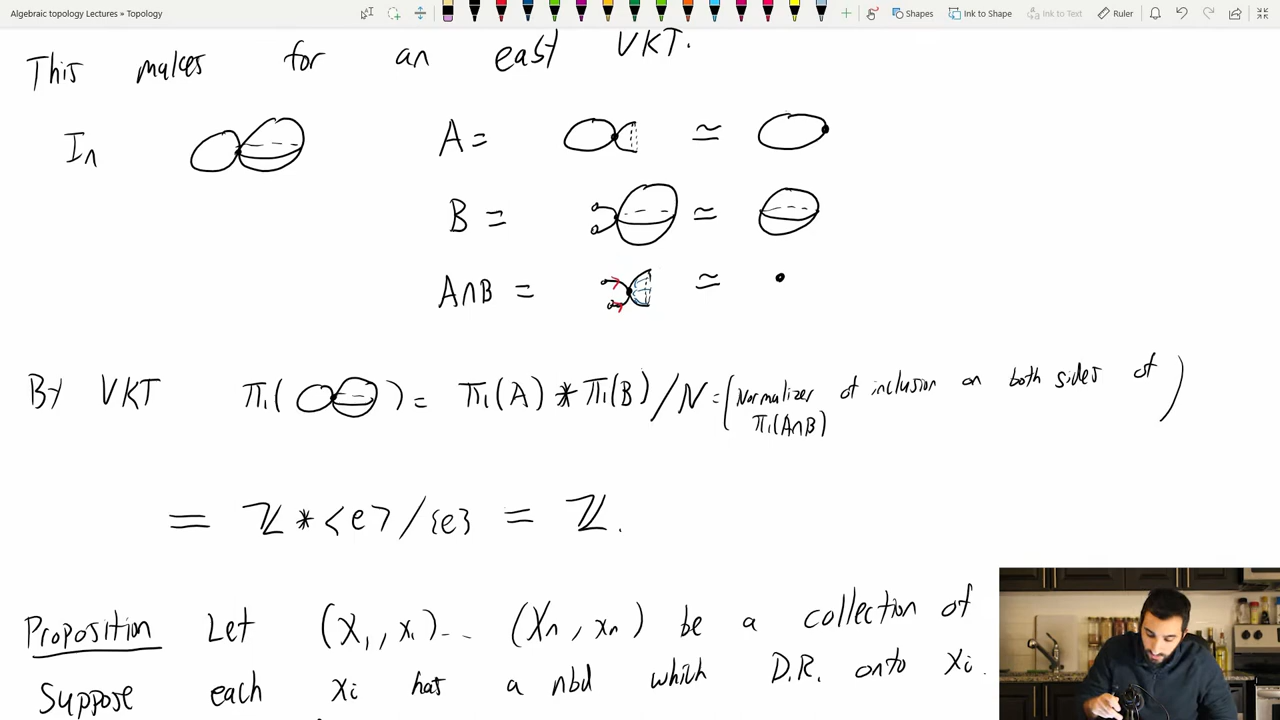 Algebraic topology Lectures » Topology
Shapes Ink to Shape Ink to Text Ruler
This makes for an easy VKT.
In A = ≃
B = ≃
A∩B = ≃
By VKT π₁( ) = π₁(A) * π₁(B) / N = (Normalizer of inclusion on both sides of π₁(A∩B))
= ℤ * <e> / {e} = ℤ.
Proposition Let (X₁, x₁)... (Xn, xn) be a collection of
Suppose each xi has a nbd which D.R. onto xi.